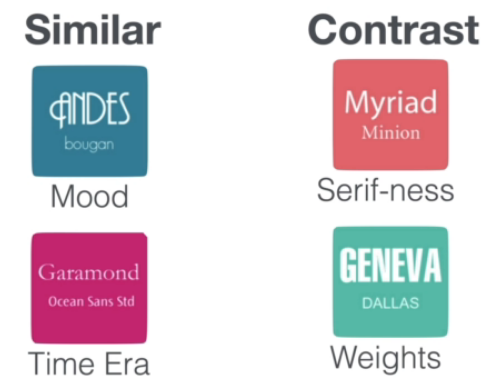 Similar
Contrast
ANDES
bougan
Mood
Myriad
Minion
Serif-ness
Garamond
Ocean Sans Std
Time Era
GENEVA
DALLAS
Weights